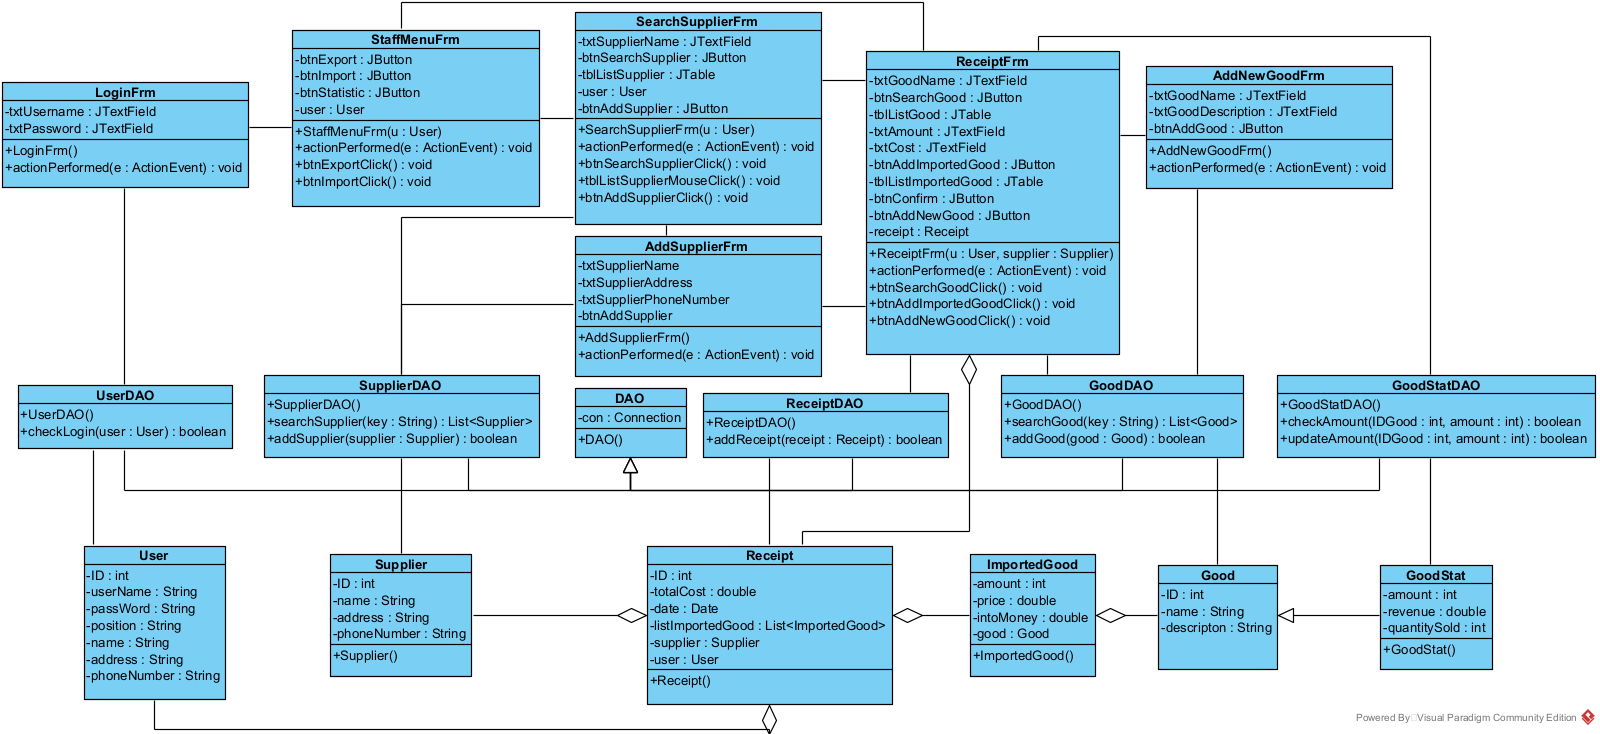 LoginFrm
-txtUsername : JTextField
-txtPassword : JTextField
+LoginFrm()
+actionPerformed(e : ActionEvent) : void
StaffMenuFrm
-btnExport : JButton
-btnImport : JButton
-btnStatistic : JButton
-user : User
+StaffMenuFrm(u : User)
+actionPerformed(e : ActionEvent) : void
+btnExportClick() : void
+btnImportClick() : void
SearchSupplierFrm
-txtSupplierName : JTextField
-btnSearchSupplier : JButton
-tblListSupplier : JTable
-user : User
-btnAddSupplier : JButton
+SearchSupplierFrm(u : User)
+actionPerformed(e : ActionEvent) : void
+btnSearchSupplierClick() : void
+tblListSupplierMouseClick() : void
+btnAddSupplierClick() : void
AddSupplierFrm
-txtSupplierName
-txtSupplierAddress
-txtSupplierPhoneNumber
-btnAddSupplier
+AddSupplierFrm()
+actionPerformed(e : ActionEvent) : void
ReceiptFrm
-txtGoodName : JTextField
-btnSearchGood : JButton
-tblListGood : JTable
-txtAmount : JTextField
-txtCost : JTextField
-btnAddImportedGood : JButton
-tblListImportedGood : JTable
-btnConfirm : JButton
-btnAddNewGood : JButton
-receipt : Receipt
+ReceiptFrm(u : User, supplier : Supplier)
+actionPerformed(e : ActionEvent) : void
+btnSearchGoodClick() : void
+btnAddImportedGoodClick() : void
+btnAddNewGoodClick() : void
AddNewGoodFrm
-txtGoodName : JTextField
-txtGoodDescription : JTextField
-btnAddGood : JButton
+AddNewGoodFrm()
+actionPerformed(e : ActionEvent) : void
UserDAO
+UserDAO()
+checkLogin(user : User) : boolean
SupplierDAO
+SupplierDAO()
+searchSupplier(key : String) : List<Supplier>
+addSupplier(supplier : Supplier) : boolean
DAO
-con : Connection
+DAO()
ReceiptDAO
+ReceiptDAO()
+addReceipt(receipt : Receipt) : boolean
GoodDAO
+GoodDAO()
+searchGood(key : String) : List<Good>
+addGood(good : Good) : boolean
GoodStatDAO
+GoodStatDAO()
+checkAmount(IDGood : int, amount : int) : boolean
+updateAmount(IDGood : int, amount : int) : boolean
User
-ID : int
-userName : String
-passWord : String
-position : String
-name : String
-address : String
-phoneNumber : String
Supplier
-ID : int
-name : String
-address : String
-phoneNumber : String
+Supplier()
Receipt
-ID : int
-totalCost : double
-date : Date
-listImportedGood : List<ImportedGood>
-supplier : Supplier
-user : User
+Receipt()
ImportedGood
-amount : int
-price : double
-intoMoney : double
-good : Good
+ImportedGood()
Good
-ID : int
-name : String
-descripton : String
GoodStat
-amount : int
-revenue : double
-quantitySold : int
+GoodStat()
Powered By Visual Paradigm Community Edition